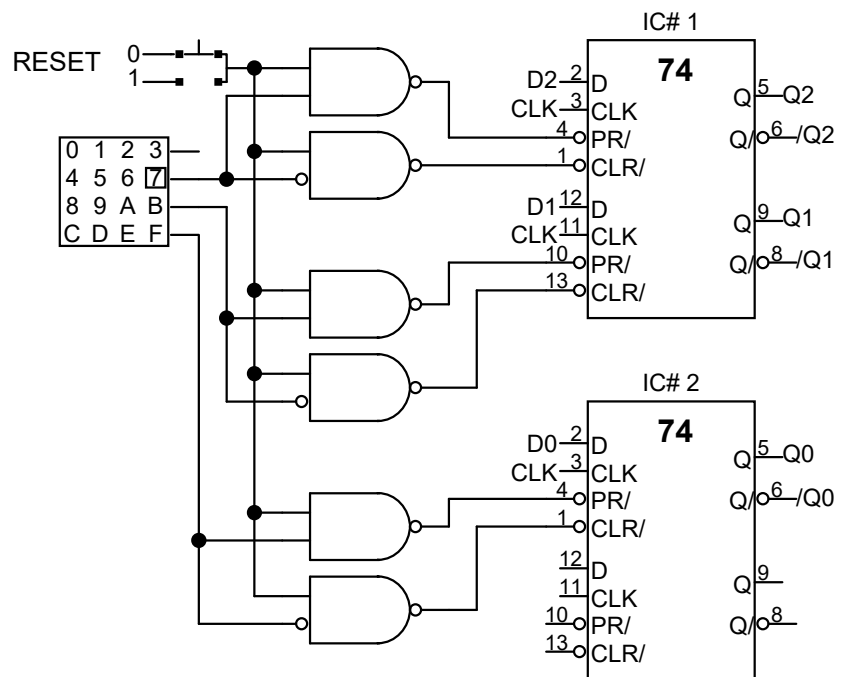 IC# 1
RESET
0
1
0 1 2 3
4 5 6 7
8 9 A B
C D E F
74
D2 2 D
CLK 3 CLK
4 PR/
1 CLR/
Q 5 Q2
Q/ 6 /Q2
D1 12 D
CLK 11 CLK
10 PR/
13 CLR/
Q 9 Q1
Q/ 8 /Q1
IC# 2
74
D0 2 D
CLK 3 CLK
4 PR/
1 CLR/
Q 5 Q0
Q/ 6 /Q0
12 D
11 CLK
10 PR/
13 CLR/
Q 9
Q/ 8